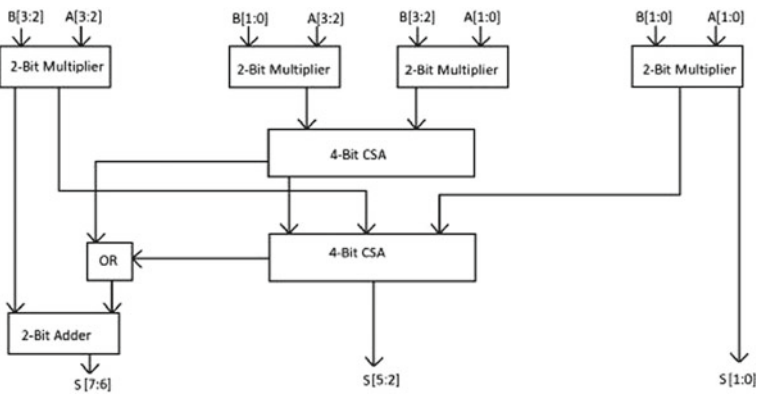 B[3:2] A[3:2] B[1:0] A[3:2] B[3:2] A[1:0] B[1:0] A[1:0]
2-Bit Multiplier 2-Bit Multiplier 2-Bit Multiplier 2-Bit Multiplier
4-Bit CSA
4-Bit CSA
OR
2-Bit Adder
S[7:6] S[5:2] S[1:0]